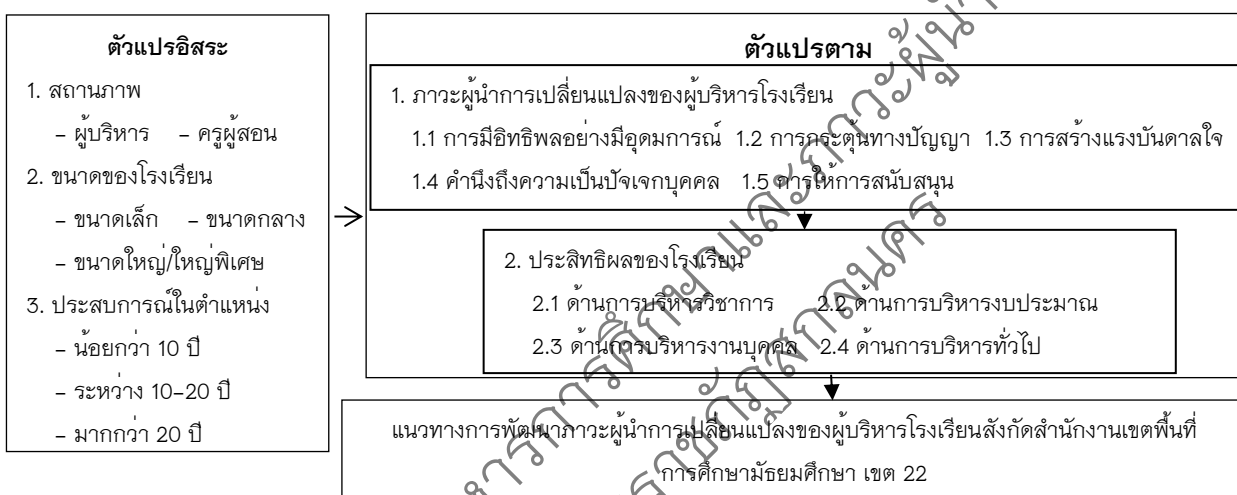 ตัวแปรอิสระ
1. สถานภาพ
– ผู้บริหาร – ครูผู้สอน
2. ขนาดของโรงเรียน
– ขนาดเล็ก – ขนาดกลาง
– ขนาดใหญ่/ใหญ่พิเศษ
3. ประสบการณ์ในตำแหน่ง
– น้อยกว่า 10 ปี
– ระหว่าง 10–20 ปี
– มากกว่า 20 ปี
ตัวแปรตาม
1. ภาวะผู้นำการเปลี่ยนแปลงของผู้บริหารโรงเรียน
1.1 การมีอิทธิพลอย่างมีอุดมการณ์ 1.2 การกระตุ้นทางปัญญา 1.3 การสร้างแรงบันดาลใจ
1.4 คำนึงถึงความเป็นปัจเจกบุคคล 1.5 การให้การสนับสนุน
2. ประสิทธิผลของโรงเรียน
2.1 ด้านการบริหารวิชาการ 2.2 ด้านการบริหารงบประมาณ
2.3 ด้านการบริหารงานบุคคล 2.4 ด้านการบริหารทั่วไป
แนวทางการพัฒนาภาวะผู้นำการเปลี่ยนแปลงของผู้บริหารโรงเรียนสังกัดสำนักงานเขตพื้นที่
การศึกษามัธยมศึกษา เขต 22